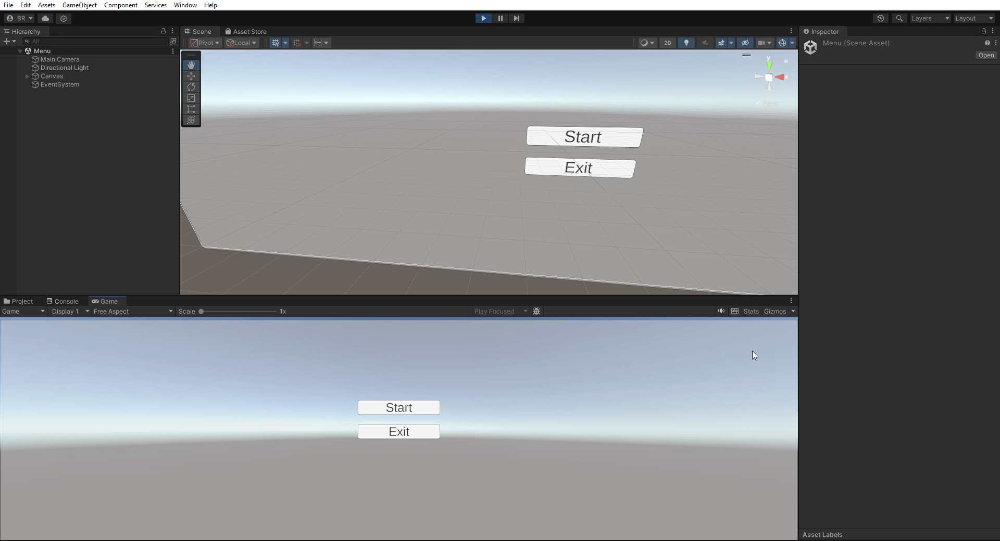 File Edit Assets GameObject Component Services Window Help
BR Layers Layout
Hierarchy
All
Menu
Main Camera
Directional Light
Canvas
EventSystem
Scene Asset Store
Pivot Local 2D
y
x
Persp
Start
Exit
Inspector
Menu (Scene Asset)
Open
Project Console Game
Game Display 1 Free Aspect Scale 1x Play Focused Stats Gizmos
Start
Exit
Asset Labels